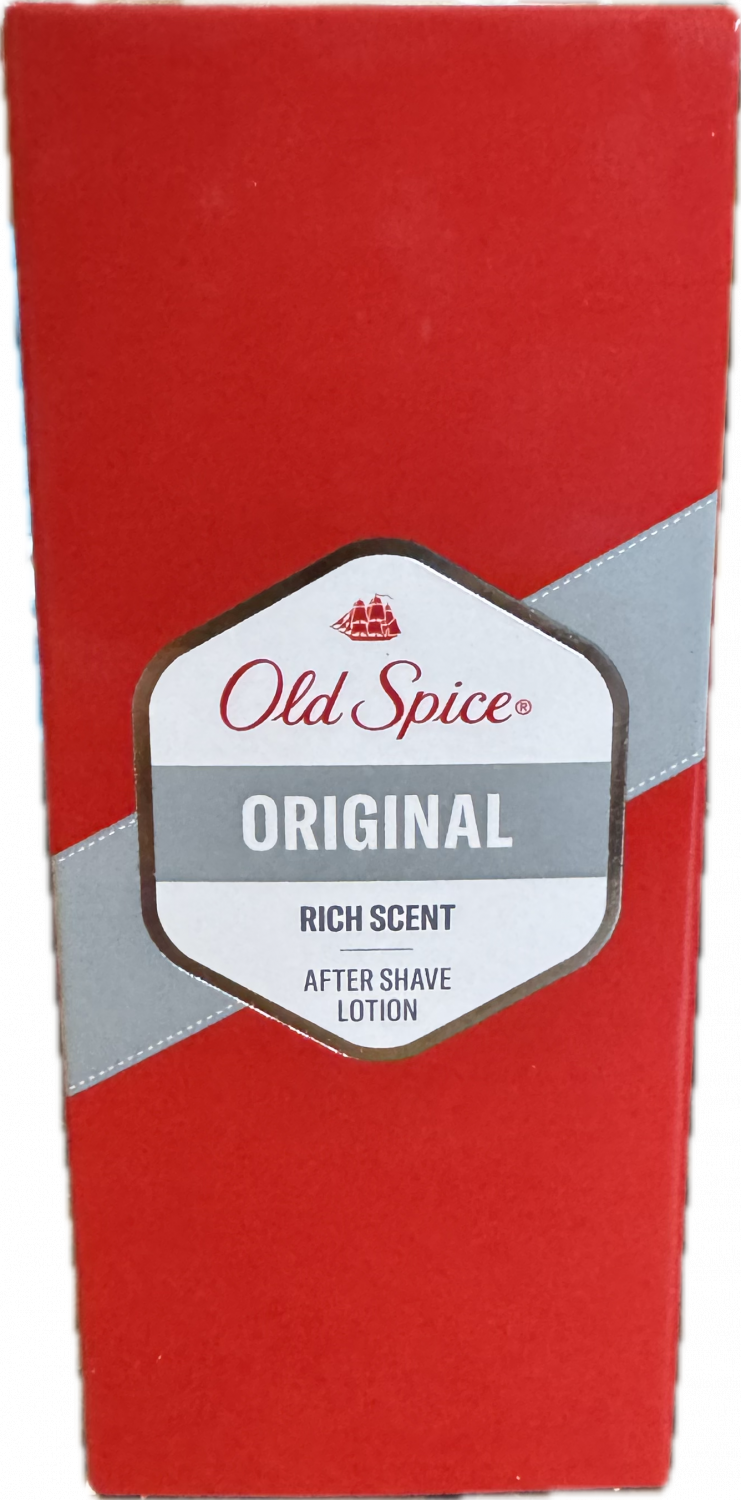 Old Spice®
ORIGINAL
RICH SCENT
AFTER SHAVE
LOTION